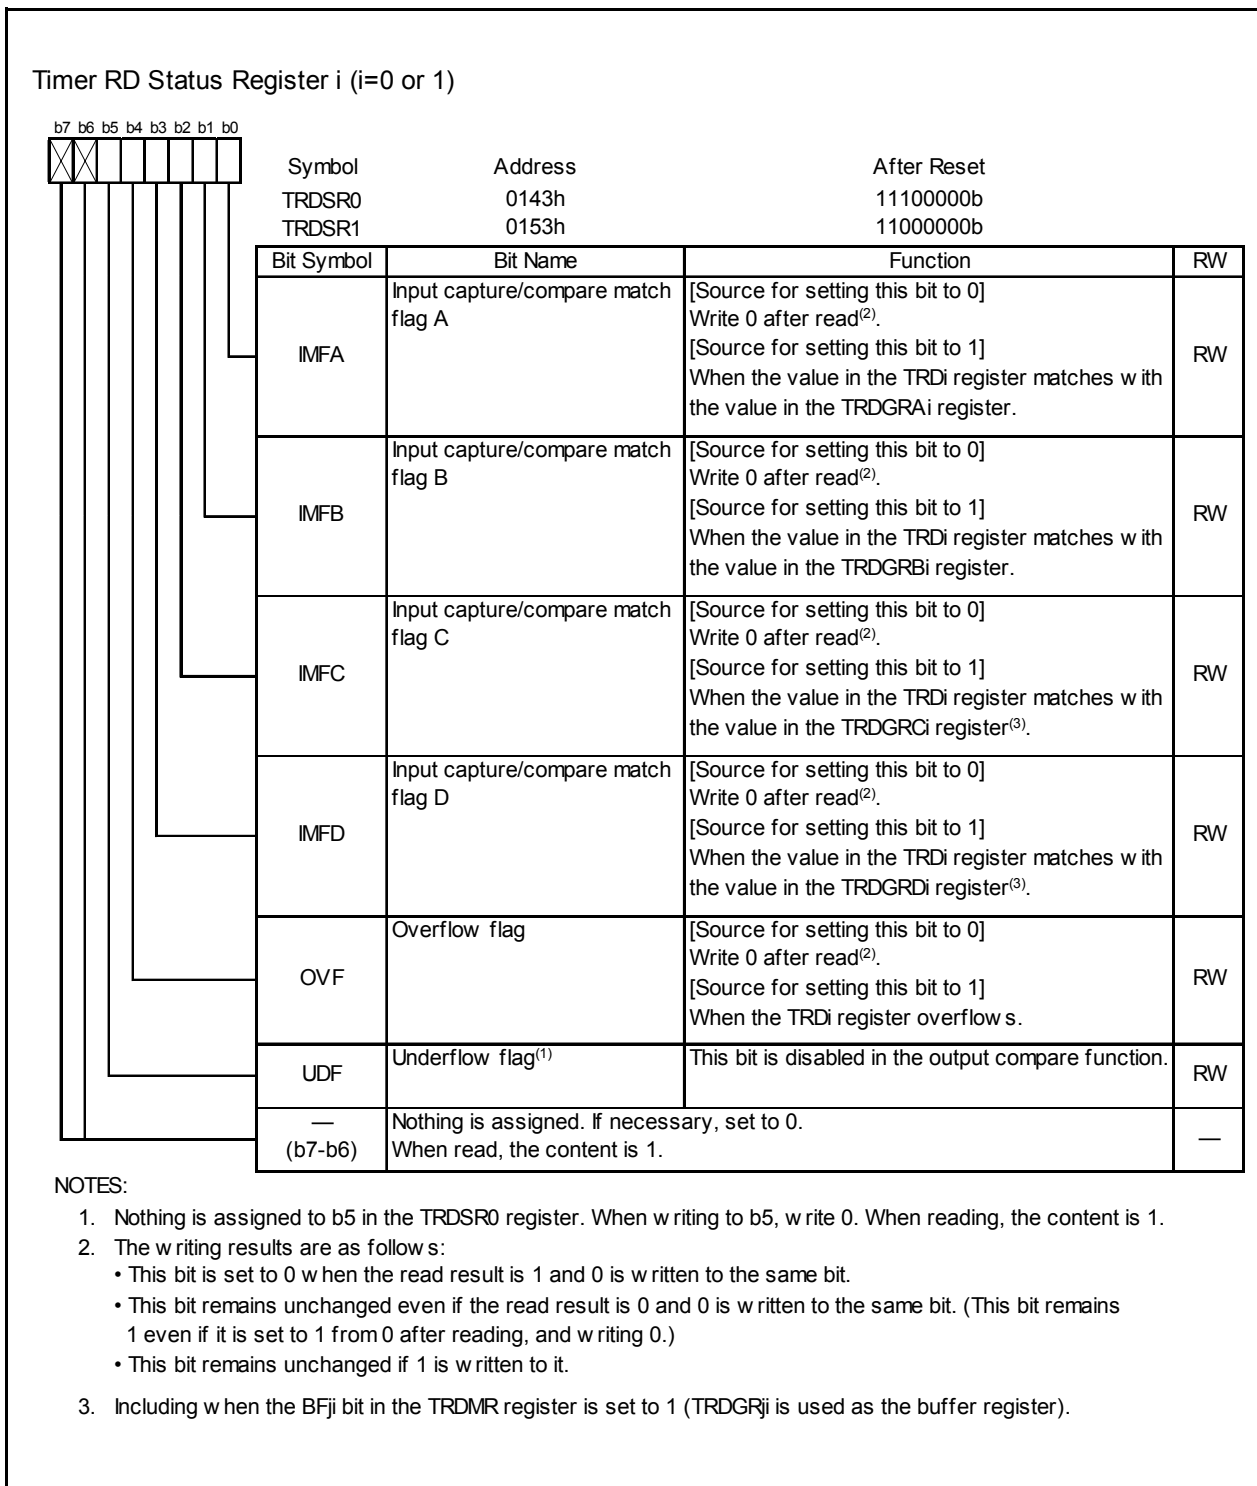 Timer RD Status Register i (i=0 or 1)
b7 b6 b5 b4 b3 b2 b1 b0
Symbol Address After Reset
TRDSR0 0143h 11100000b
TRDSR1 0153h 11000000b
Bit Symbol Bit Name Function RW
IMFA
Input capture/compare match
flag A
[Source for setting this bit to 0]
Write 0 after read(2).
[Source for setting this bit to 1]
When the value in the TRDi register matches with
the value in the TRDGRAi register.
RW
IMFB
Input capture/compare match
flag B
[Source for setting this bit to 0]
Write 0 after read(2).
[Source for setting this bit to 1]
When the value in the TRDi register matches with
the value in the TRDGRBi register.
RW
IMFC
Input capture/compare match
flag C
[Source for setting this bit to 0]
Write 0 after read(2).
[Source for setting this bit to 1]
When the value in the TRDi register matches with
the value in the TRDGRCi register(3).
RW
IMFD
Input capture/compare match
flag D
[Source for setting this bit to 0]
Write 0 after read(2).
[Source for setting this bit to 1]
When the value in the TRDi register matches with
the value in the TRDGRDi register(3).
RW
OVF
Overflow flag
[Source for setting this bit to 0]
Write 0 after read(2).
[Source for setting this bit to 1]
When the TRDi register overflows.
RW
UDF
Underflow flag(1)
This bit is disabled in the output compare function.
RW
—
(b7-b6)
Nothing is assigned. If necessary, set to 0.
When read, the content is 1.
—
NOTES:
1. Nothing is assigned to b5 in the TRDSR0 register. When writing to b5, write 0. When reading, the content is 1.
2. The writing results are as follows:
• This bit is set to 0 when the read result is 1 and 0 is written to the same bit.
• This bit remains unchanged even if the read result is 0 and 0 is written to the same bit. (This bit remains
1 even if it is set to 1 from 0 after reading, and writing 0.)
• This bit remains unchanged if 1 is written to it.
3. Including when the BFji bit in the TRDMR register is set to 1 (TRDGRji is used as the buffer register).